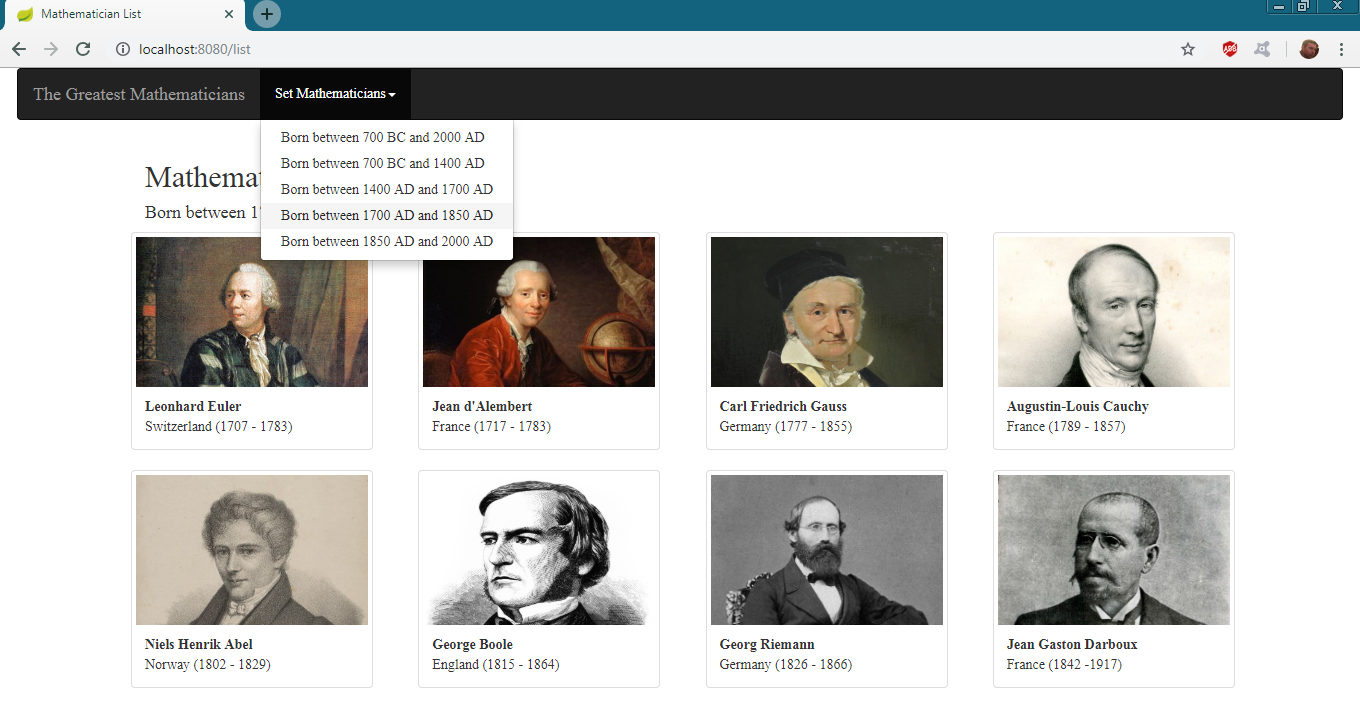 Mathematician List
localhost:8080/list
ABP
The Greatest Mathematicians
Set Mathematicians
Born between 700 BC and 2000 AD
Born between 700 BC and 1400 AD
Born between 1400 AD and 1700 AD
Born between 1700 AD and 1850 AD
Born between 1850 AD and 2000 AD
Born between
Leonhard Euler
Switzerland (1707 - 1783)
Jean d'Alembert
France (1717 - 1783)
Carl Friedrich Gauss
Germany (1777 - 1855)
Augustin-Louis Cauchy
France (1789 - 1857)
Niels Henrik Abel
Norway (1802 - 1829)
George Boole
England (1815 - 1864)
Georg Riemann
Germany (1826 - 1866)
Jean Gaston Darboux
France (1842 -1917)